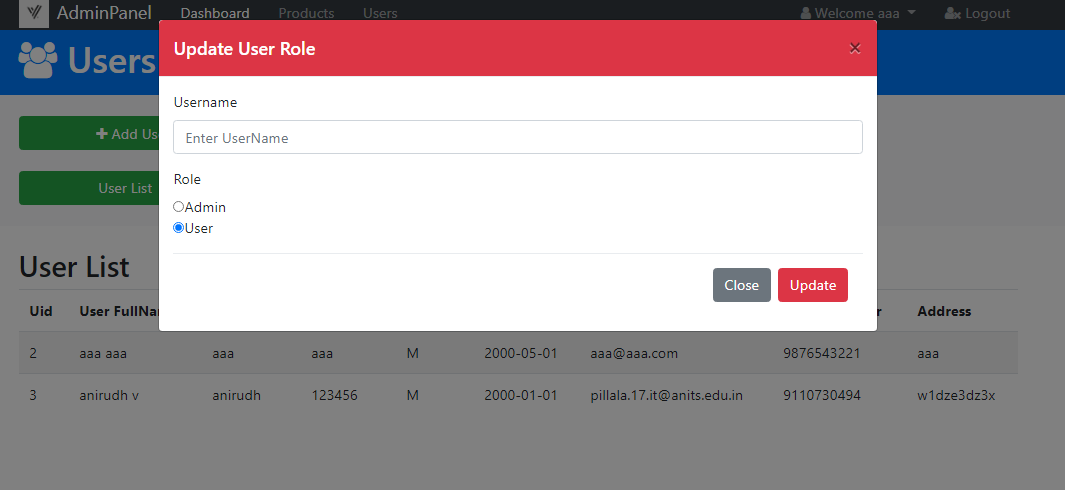 AdminPanel Dashboard Products Users Welcome aaa Logout
Update User Role ×
Users
Username
Enter UserName
Add Us
Role
User List
Admin
User
Close Update
User List
Uid User FullNa r Address
2 aaa aaa aaa aaa M 2000-05-01 aaa@aaa.com 9876543221 aaa
3 anirudh v anirudh 123456 M 2000-01-01 pillala.17.it@anits.edu.in 9110730494 w1dze3dz3x